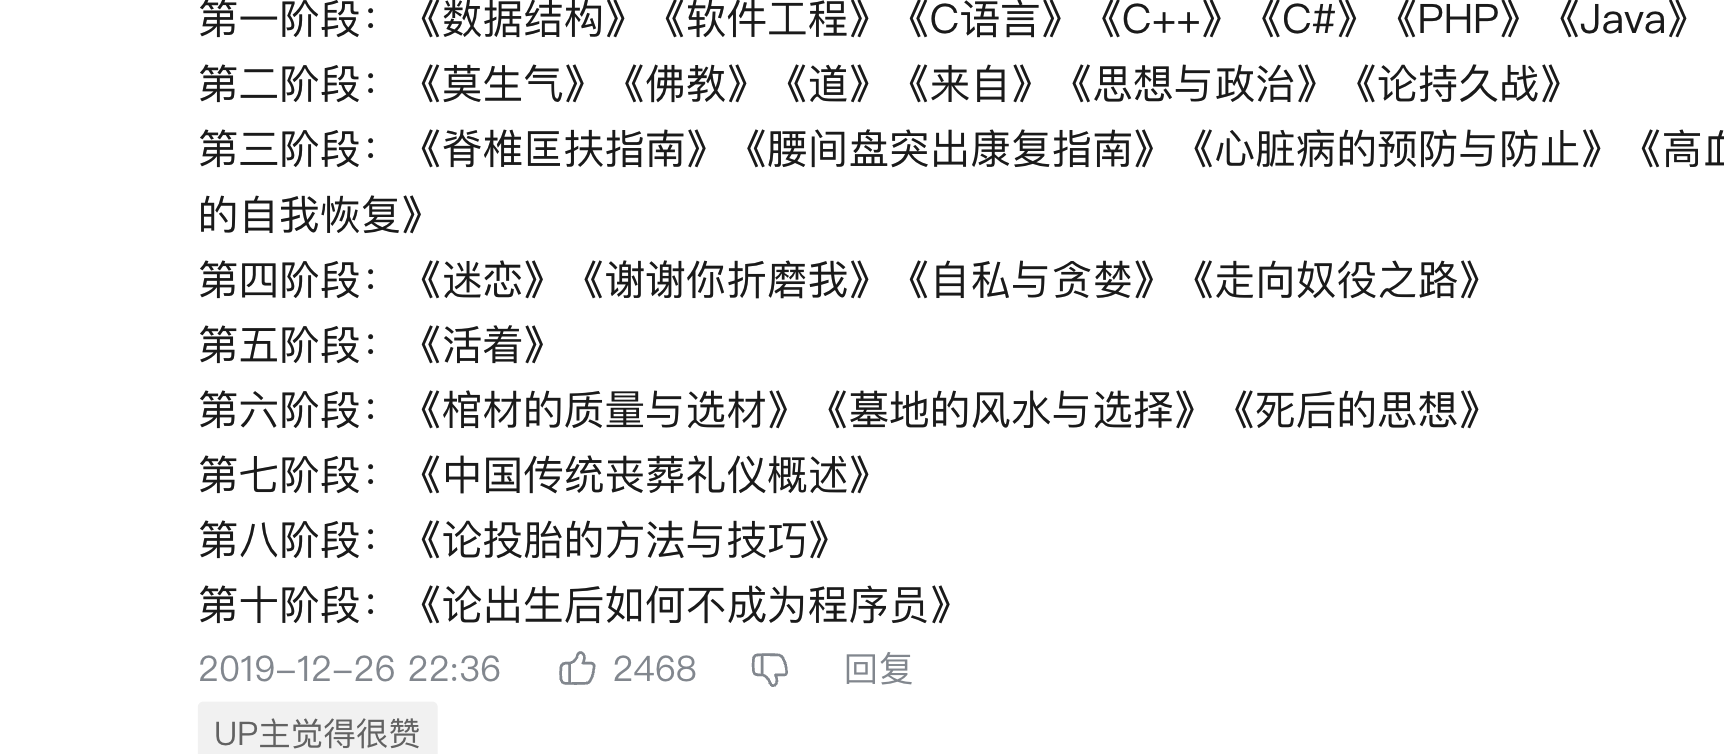 第一阶段：《数据结构》《软件工程》《C语言》《C++》《C#》《PHP》《Java》
第二阶段：《莫生气》《佛教》《道》《来自》《思想与政治》《论持久战》
第三阶段：《脊椎匡扶指南》《腰间盘突出康复指南》《心脏病的预防与防止》《高血
的自我恢复》
第四阶段：《迷恋》《谢谢你折磨我》《自私与贪婪》《走向奴役之路》
第五阶段：《活着》
第六阶段：《棺材的质量与选材》《墓地的风水与选择》《死后的思想》
第七阶段：《中国传统丧葬礼仪概述》
第八阶段：《论投胎的方法与技巧》
第十阶段：《论出生后如何不成为程序员》
2019-12-26 22:36 2468 回复
UP主觉得很赞